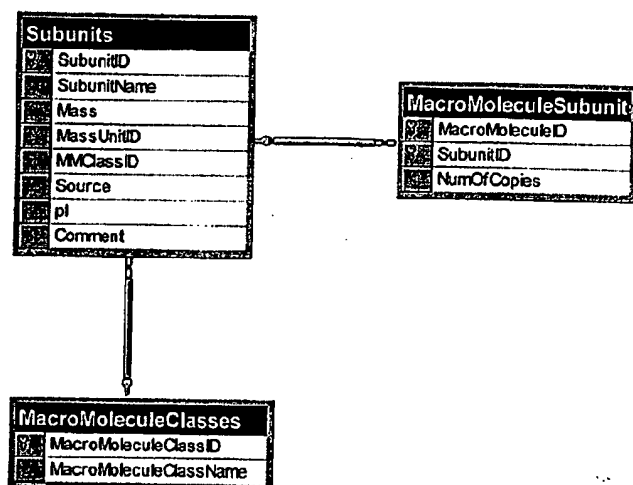 Subunits
SubunitID
SubunitName
Mass
MassUnitID
MMClassID
Source
pI
Comment
MacroMoleculeSubunit
MacroMoleculeID
SubunitID
NumOfCopies
MacroMoleculeClasses
MacroMoleculeClassID
MacroMoleculeClassName